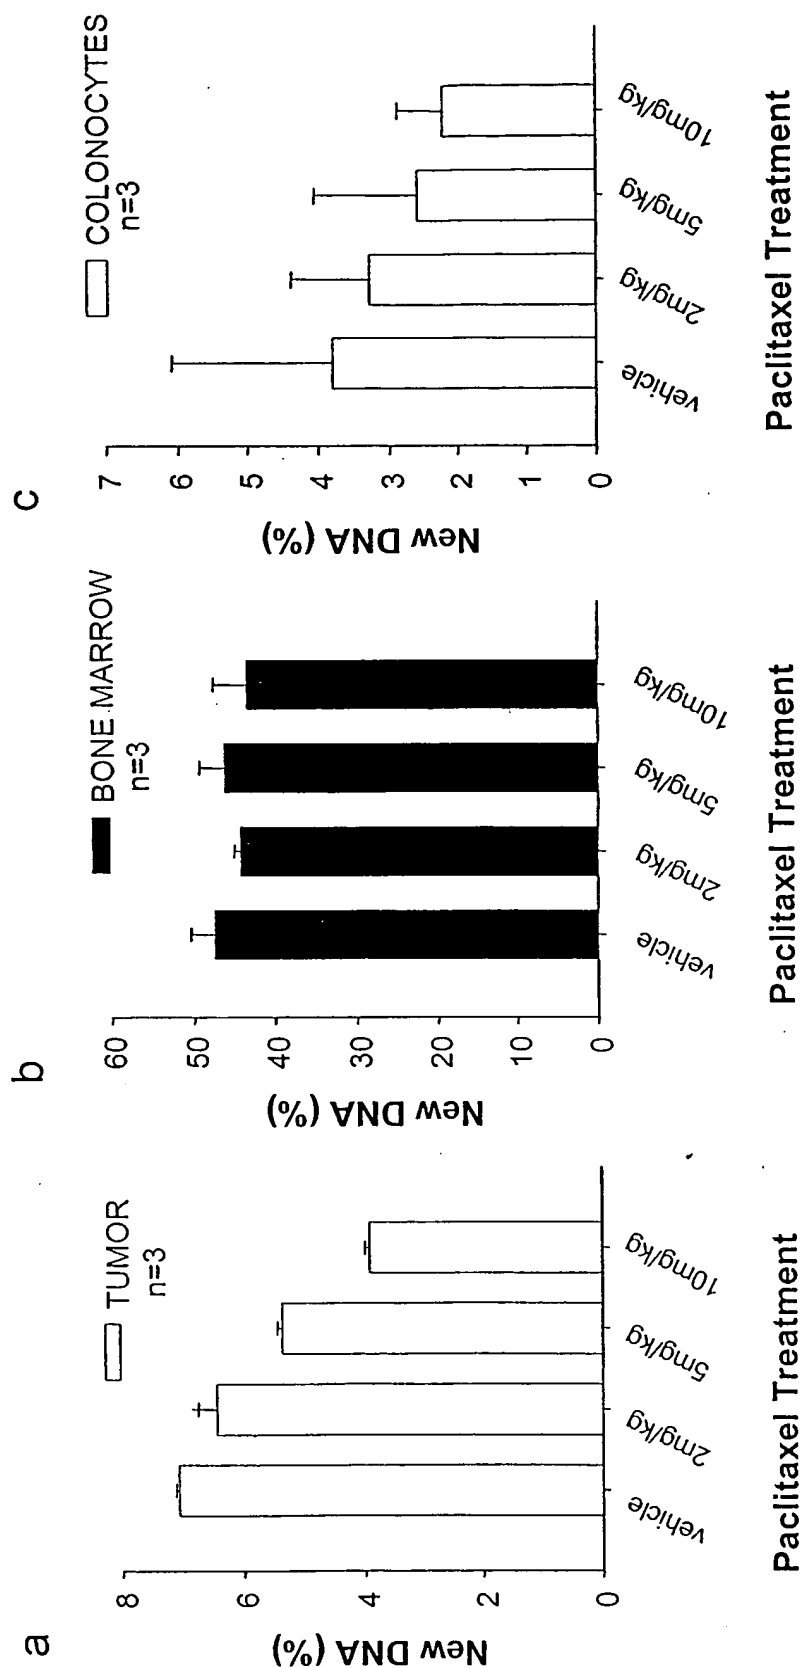 a
TUMOR
n=3
New DNA (%)
8
6
4
2
0
vehicle
2mg/kg
5mg/kg
10mg/kg
Paclitaxel Treatment
b
BONE MARROW
n=3
New DNA (%)
60
50
40
30
20
10
0
vehicle
2mg/kg
5mg/kg
10mg/kg
Paclitaxel Treatment
c
COLONOCYTES
n=3
New DNA (%)
7
6
5
4
3
2
1
0
vehicle
2mg/kg
5mg/kg
10mg/kg
Paclitaxel Treatment